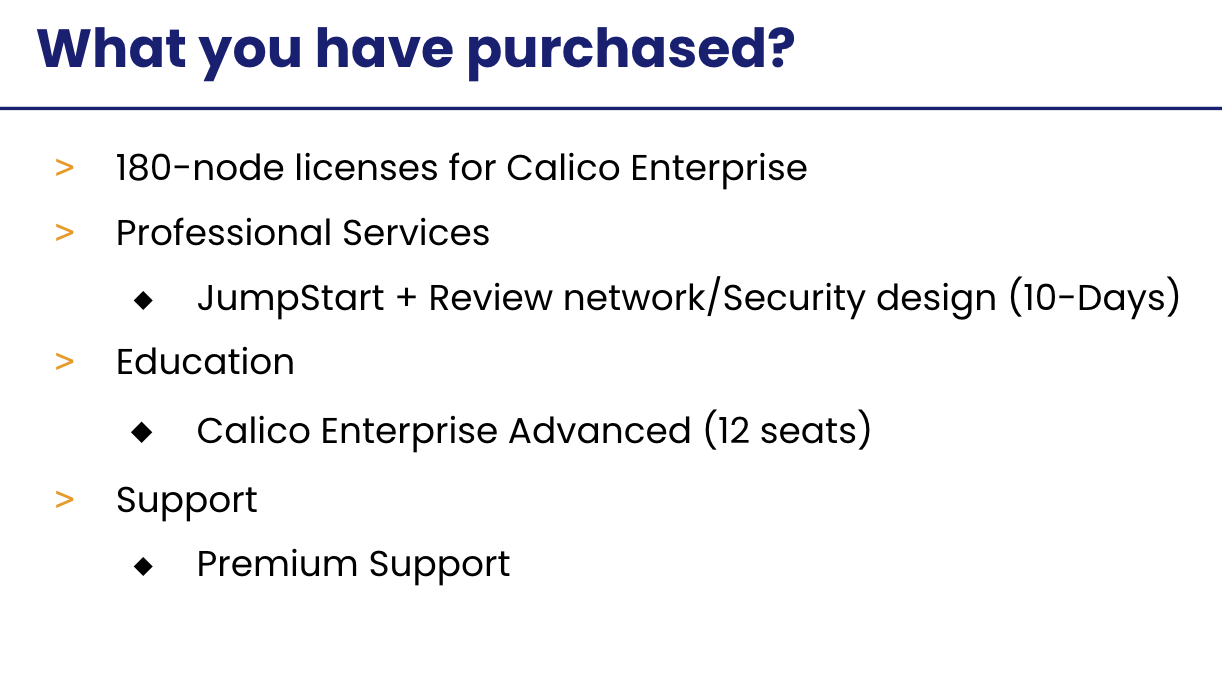 What you have purchased?
> 180-node licenses for Calico Enterprise
> Professional Services
◆ JumpStart + Review network/Security design (10-Days)
> Education
◆ Calico Enterprise Advanced (12 seats)
> Support
◆ Premium Support